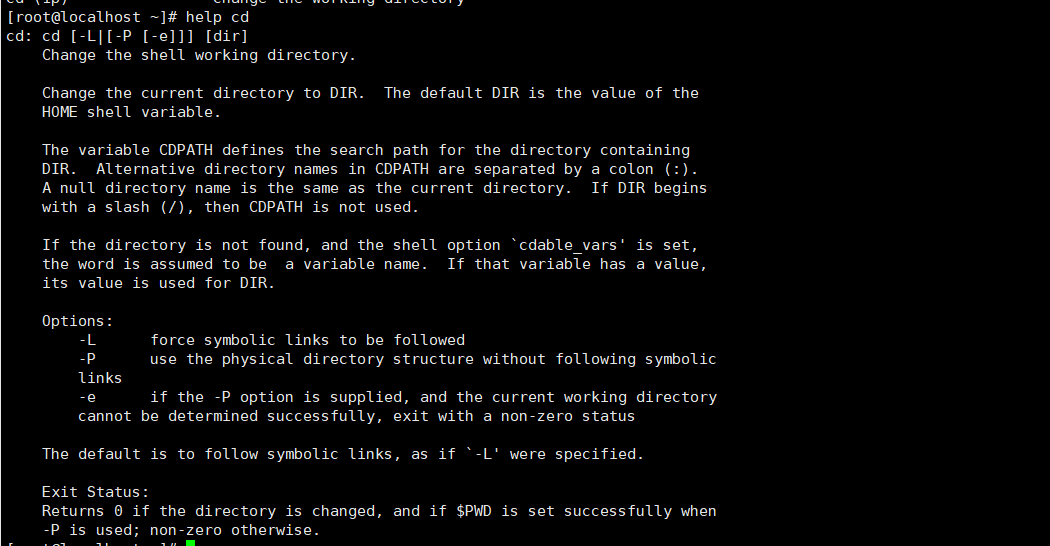 cd (1p) change the working directory
[root@localhost ~]# help cd
cd: cd [-L|[-P [-e]]] [dir]
Change the shell working directory.
Change the current directory to DIR.  The default DIR is the value of the
HOME shell variable.
The variable CDPATH defines the search path for the directory containing
DIR.  Alternative directory names in CDPATH are separated by a colon (:).
A null directory name is the same as the current directory.  If DIR begins
with a slash (/), then CDPATH is not used.
If the directory is not found, and the shell option `cdable_vars' is set,
the word is assumed to be  a variable name.  If that variable has a value,
its value is used for DIR.
Options:
-L      force symbolic links to be followed
-P      use the physical directory structure without following symbolic
links
-e      if the -P option is supplied, and the current working directory
cannot be determined successfully, exit with a non-zero status
The default is to follow symbolic links, as if `-L' were specified.
Exit Status:
Returns 0 if the directory is changed, and if $PWD is set successfully when
-P is used; non-zero otherwise.
[root@localhost ~]#